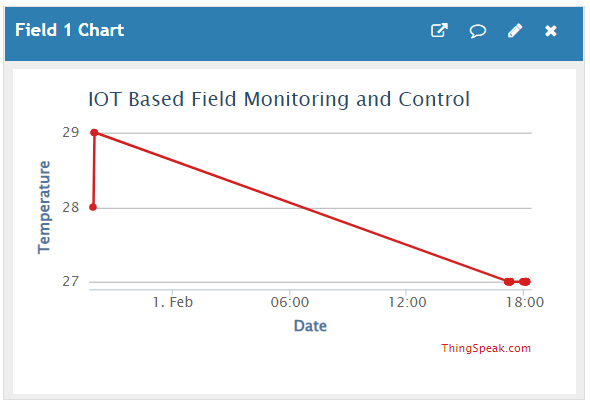 Field 1 Chart
IOT Based Field Monitoring and Control
29
28
27
Temperature
1. Feb 06:00 12:00 18:00
Date
ThingSpeak.com